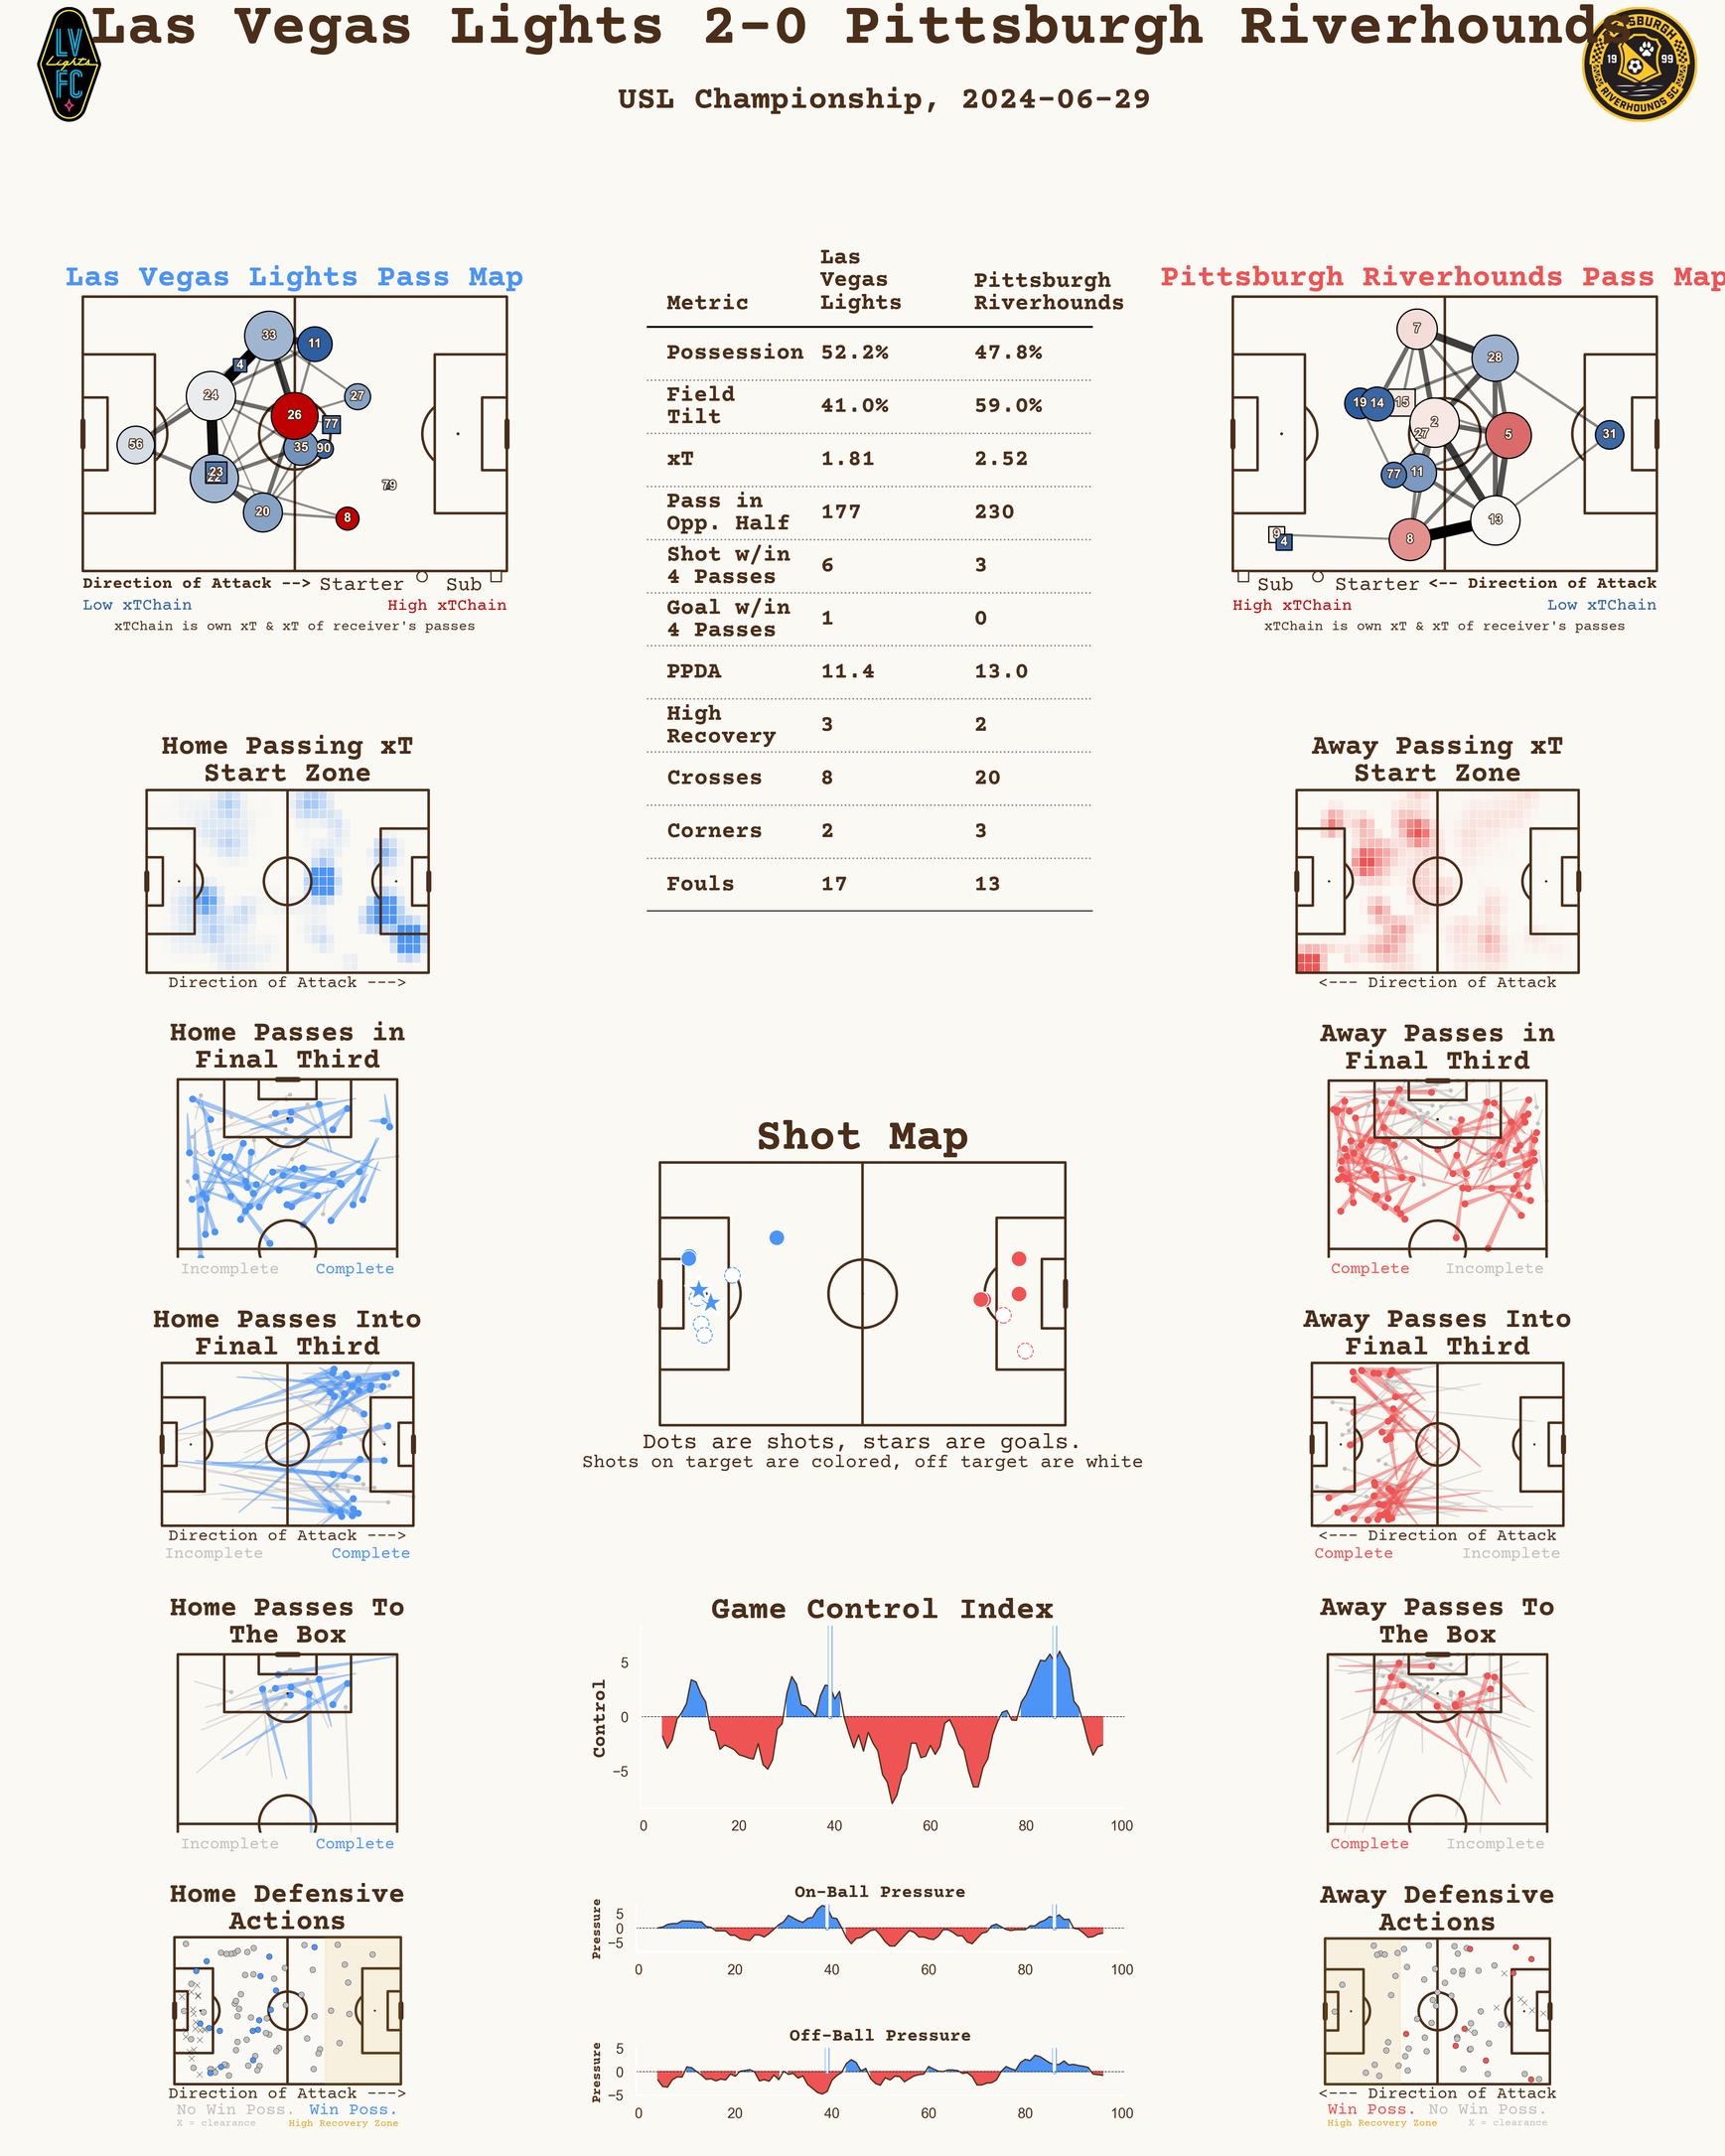 Las Vegas Lights 2-0 Pittsburgh Riverhounds
LV
Lights
FC
PITTSBURGH
19 99
RIVERHOUNDS SC
USL Championship, 2024-06-29
Las Vegas Lights Pass Map
33
11
4
24
27
26
77
56
35
90
23
22
79
20
8
Direction of Attack --> Starter Sub
Low xTChain High xTChain
xTChain is own xT & xT of receiver's passes
Metric Las Vegas Lights Pittsburgh Riverhounds
Possession 52.2% 47.8%
Field Tilt 41.0% 59.0%
xT 1.81 2.52
Pass in Opp. Half 177 230
Shot w/in 4 Passes 6 3
Goal w/in 4 Passes 1 0
PPDA 11.4 13.0
High Recovery 3 2
Crosses 8 20
Corners 2 3
Fouls 17 13
Pittsburgh Riverhounds Pass Map
7
28
19
14
15
2
27
5
31
77
11
13
9
4
8
Sub Starter <-- Direction of Attack
High xTChain Low xTChain
xTChain is own xT & xT of receiver's passes
Home Passing xT
Start Zone
Direction of Attack --->
Away Passing xT
Start Zone
<--- Direction of Attack
Home Passes in
Final Third
Incomplete Complete
Away Passes in
Final Third
Complete Incomplete
Shot Map
Dots are shots, stars are goals.
Shots on target are colored, off target are white
Home Passes Into
Final Third
Direction of Attack --->
Incomplete Complete
Away Passes Into
Final Third
<--- Direction of Attack
Complete Incomplete
Home Passes To
The Box
Incomplete Complete
Game Control Index
Control
5
0
−5
0 20 40 60 80 100
Away Passes To
The Box
Complete Incomplete
Home Defensive
Actions
Direction of Attack --->
No Win Poss. Win Poss.
X = clearance High Recovery Zone
On-Ball Pressure
Pressure
5
0
−5
0 20 40 60 80 100
Off-Ball Pressure
Pressure
5
0
−5
0 20 40 60 80 100
Away Defensive
Actions
<--- Direction of Attack
Win Poss. No Win Poss.
High Recovery Zone X = clearance